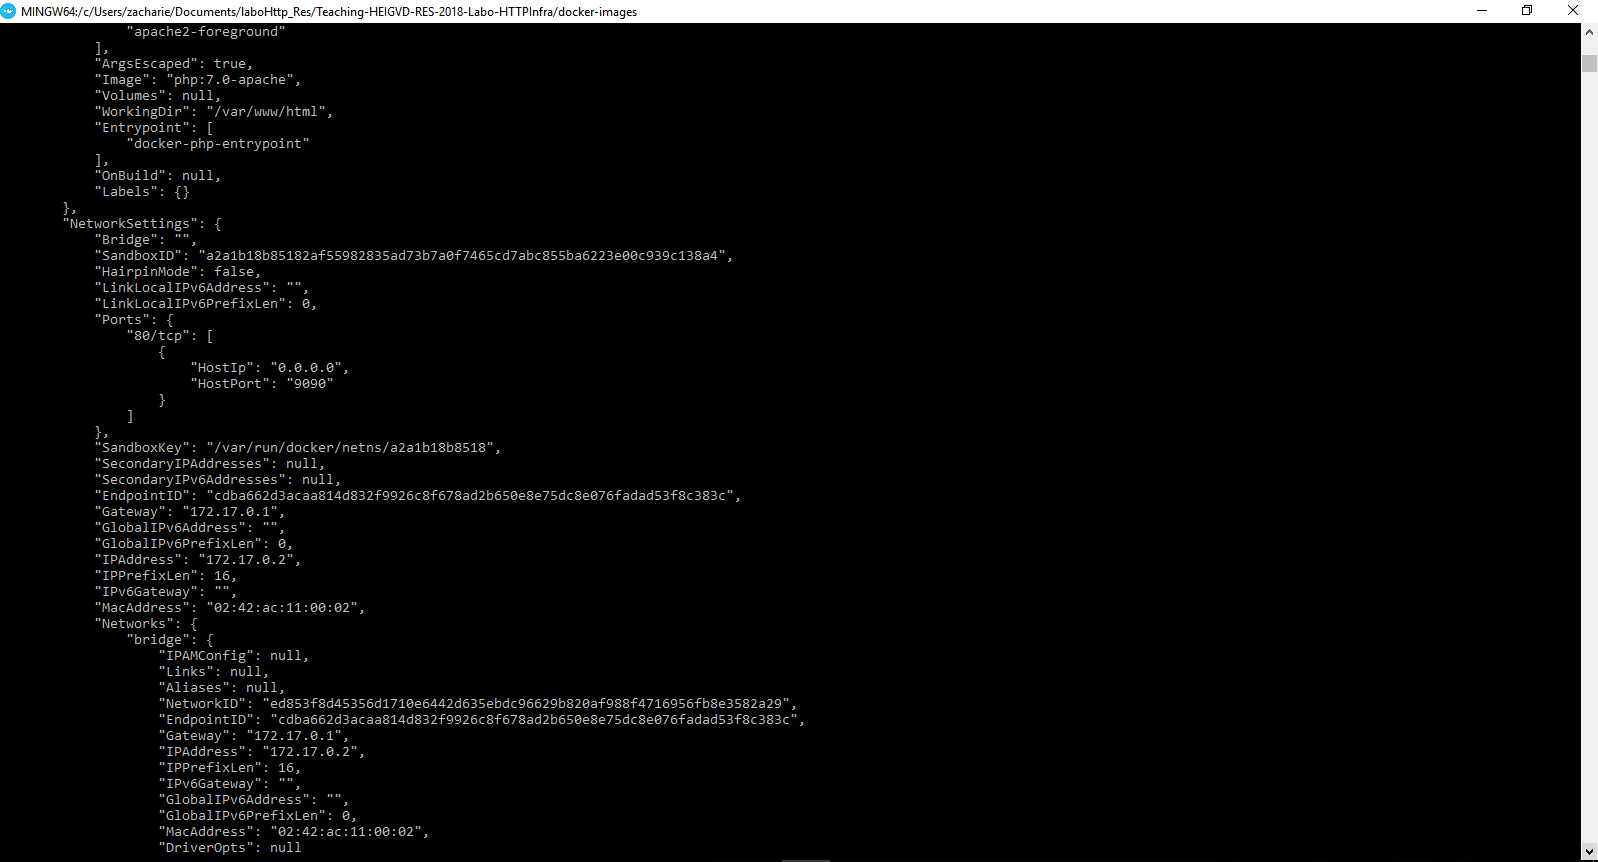 MINGW64:/c/Users/zacharie/Documents/laboHttp_Res/Teaching-HEIGVD-RES-2018-Labo-HTTPInfra/docker-images
"apache2-foreground"
],
"ArgsEscaped": true,
"Image": "php:7.0-apache",
"Volumes": null,
"WorkingDir": "/var/www/html",
"Entrypoint": [
"docker-php-entrypoint"
],
"OnBuild": null,
"Labels": {}
},
"NetworkSettings": {
"Bridge": "",
"SandboxID": "a2a1b18b85182af55982835ad73b7a0f7465cd7abc855ba6223e00c939c138a4",
"HairpinMode": false,
"LinkLocalIPv6Address": "",
"LinkLocalIPv6PrefixLen": 0,
"Ports": {
"80/tcp": [
{
"HostIp": "0.0.0.0",
"HostPort": "9090"
}
]
},
"SandboxKey": "/var/run/docker/netns/a2a1b18b8518",
"SecondaryIPAddresses": null,
"SecondaryIPv6Addresses": null,
"EndpointID": "cdba662d3acaa814d832f9926c8f678ad2b650e8e75dc8e076fadad53f8c383c",
"Gateway": "172.17.0.1",
"GlobalIPv6Address": "",
"GlobalIPv6PrefixLen": 0,
"IPAddress": "172.17.0.2",
"IPPrefixLen": 16,
"IPv6Gateway": "",
"MacAddress": "02:42:ac:11:00:02",
"Networks": {
"bridge": {
"IPAMConfig": null,
"Links": null,
"Aliases": null,
"NetworkID": "ed853f8d45356d1710e6442d635ebdc96629b820af988f4716956fb8e3582a29",
"EndpointID": "cdba662d3acaa814d832f9926c8f678ad2b650e8e75dc8e076fadad53f8c383c",
"Gateway": "172.17.0.1",
"IPAddress": "172.17.0.2",
"IPPrefixLen": 16,
"IPv6Gateway": "",
"GlobalIPv6Address": "",
"GlobalIPv6PrefixLen": 0,
"MacAddress": "02:42:ac:11:00:02",
"DriverOpts": null